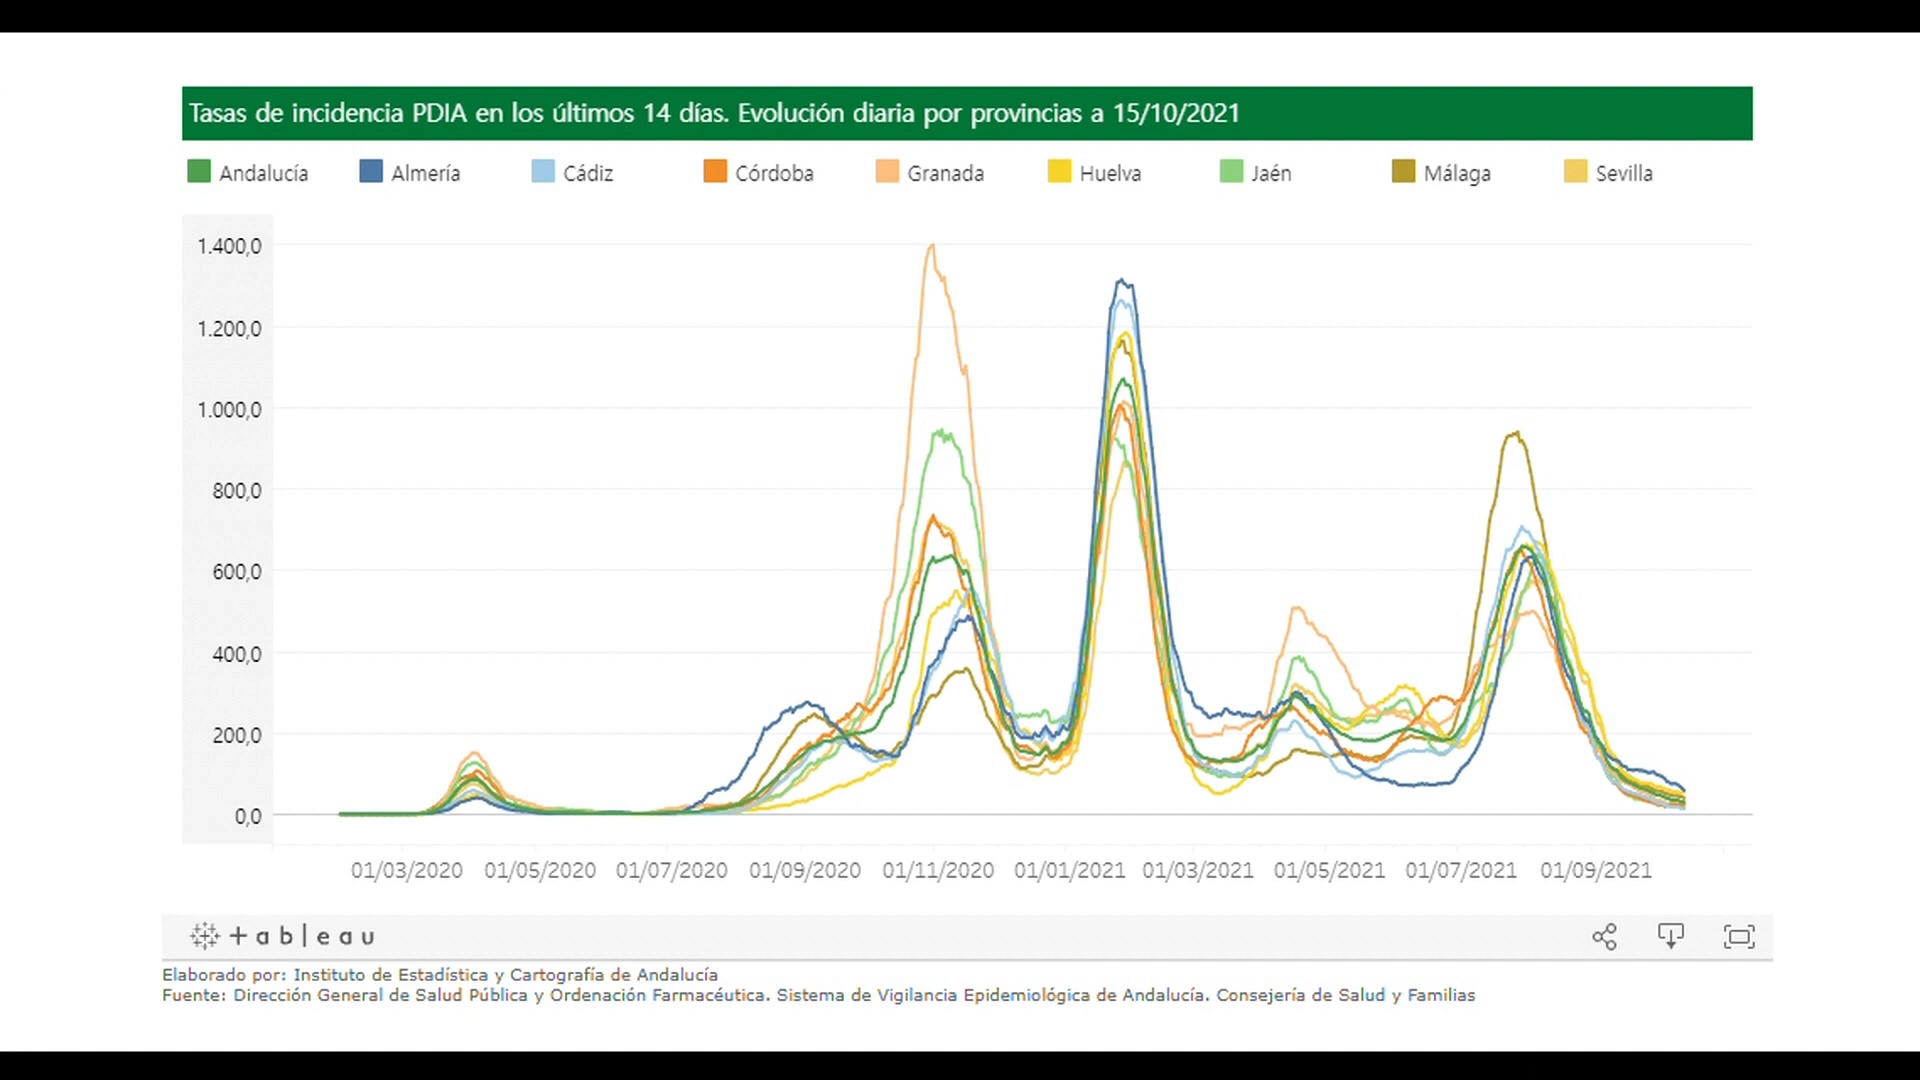 Tasas de incidencia PDIA en los últimos 14 días. Evolución diaria por provincias a 15/10/2021
Andalucía Almería Cádiz Córdoba Granada Huelva Jaén Málaga Sevilla
1.400,0
1.200,0
1.000,0
800,0
600,0
400,0
200,0
0,0
01/03/2020 01/05/2020 01/07/2020 01/09/2020 01/11/2020 01/01/2021 01/03/2021 01/05/2021 01/07/2021 01/09/2021
+ableau
Elaborado por: Instituto de Estadística y Cartografía de Andalucía
Fuente: Dirección General de Salud Pública y Ordenación Farmacéutica. Sistema de Vigilancia Epidemiológica de Andalucía. Consejería de Salud y Familias